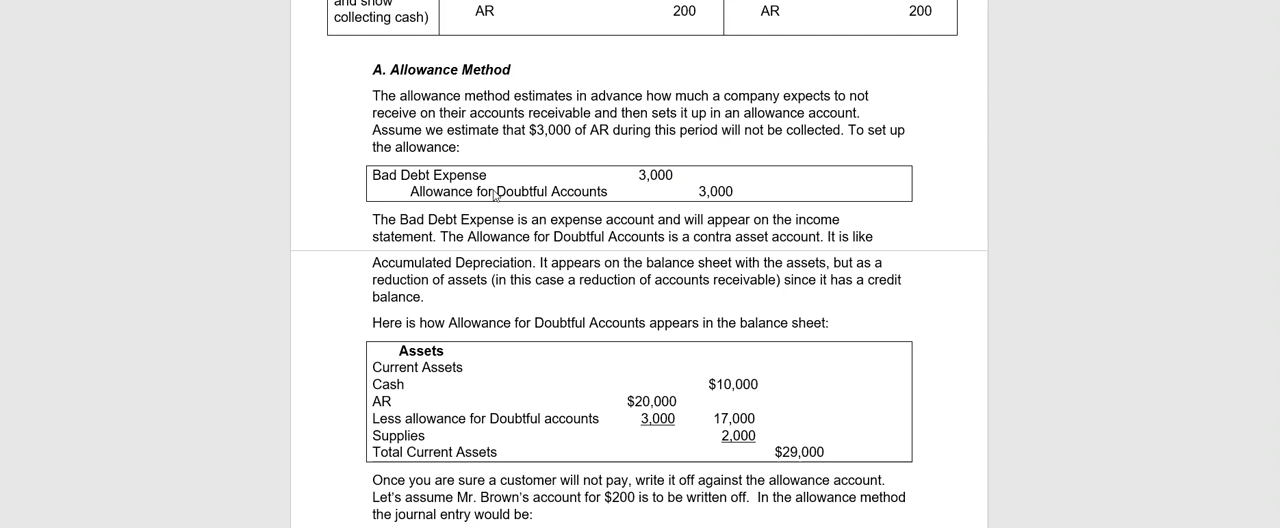 collecting cash) AR 200 AR 200
A. Allowance Method
The allowance method estimates in advance how much a company expects to not
receive on their accounts receivable and then sets it up in an allowance account.
Assume we estimate that $3,000 of AR during this period will not be collected. To set up
the allowance:
Bad Debt Expense 3,000
Allowance for Doubtful Accounts 3,000
The Bad Debt Expense is an expense account and will appear on the income
statement. The Allowance for Doubtful Accounts is a contra asset account. It is like
Accumulated Depreciation. It appears on the balance sheet with the assets, but as a
reduction of assets (in this case a reduction of accounts receivable) since it has a credit
balance.
Here is how Allowance for Doubtful Accounts appears in the balance sheet:
Assets
Current Assets
Cash $10,000
AR $20,000
Less allowance for Doubtful accounts 3,000 17,000
Supplies 2,000
Total Current Assets $29,000
Once you are sure a customer will not pay, write it off against the allowance account.
Let's assume Mr. Brown's account for $200 is to be written off. In the allowance method
the journal entry would be: